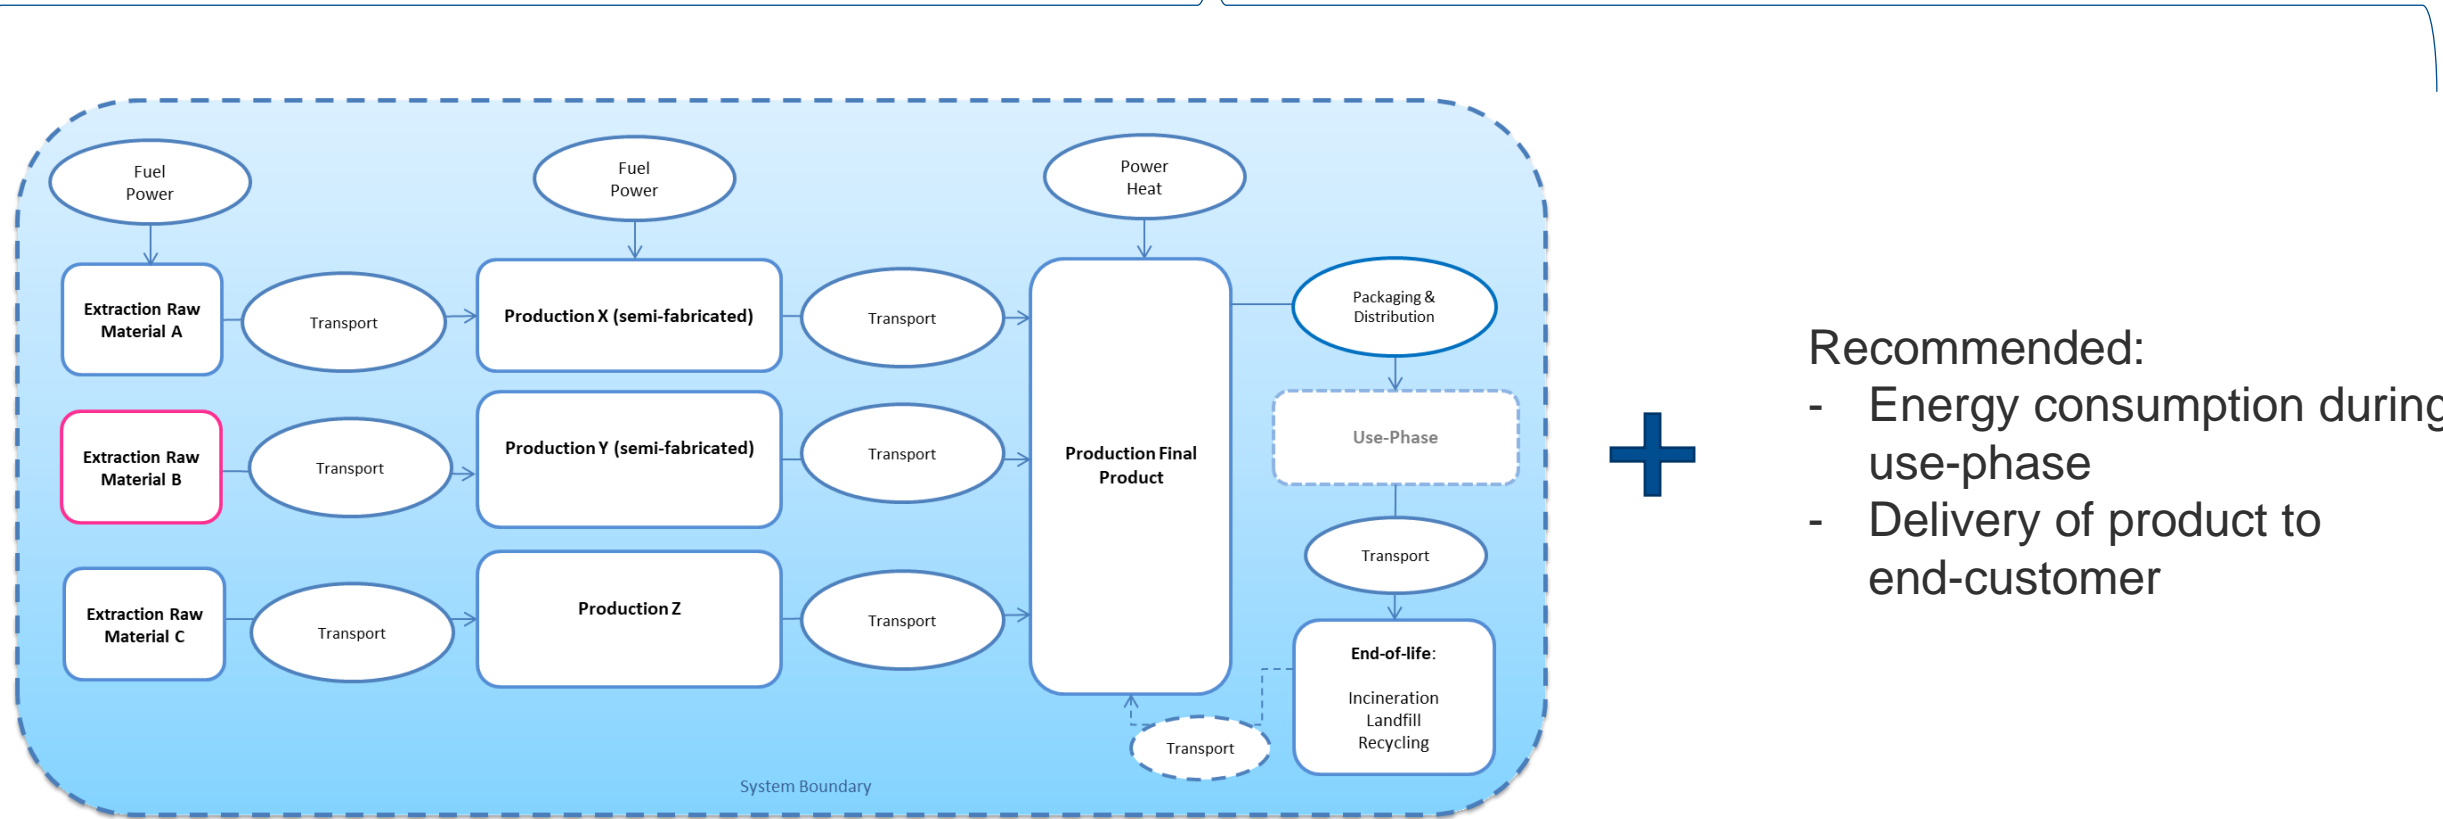 Fuel
Power
Fuel
Power
Power
Heat
Extraction Raw
Material A
Transport
Production X (semi-fabricated)
Transport
Packaging &
Distribution
Extraction Raw
Material B
Transport
Production Y (semi-fabricated)
Transport
Production Final
Product
Use-Phase
Transport
Extraction Raw
Material C
Transport
Production Z
Transport
End-of-life:
Incineration
Landfill
Recycling
Transport
System Boundary
Recommended:
- Energy consumption during
use-phase
- Delivery of product to
end-customer